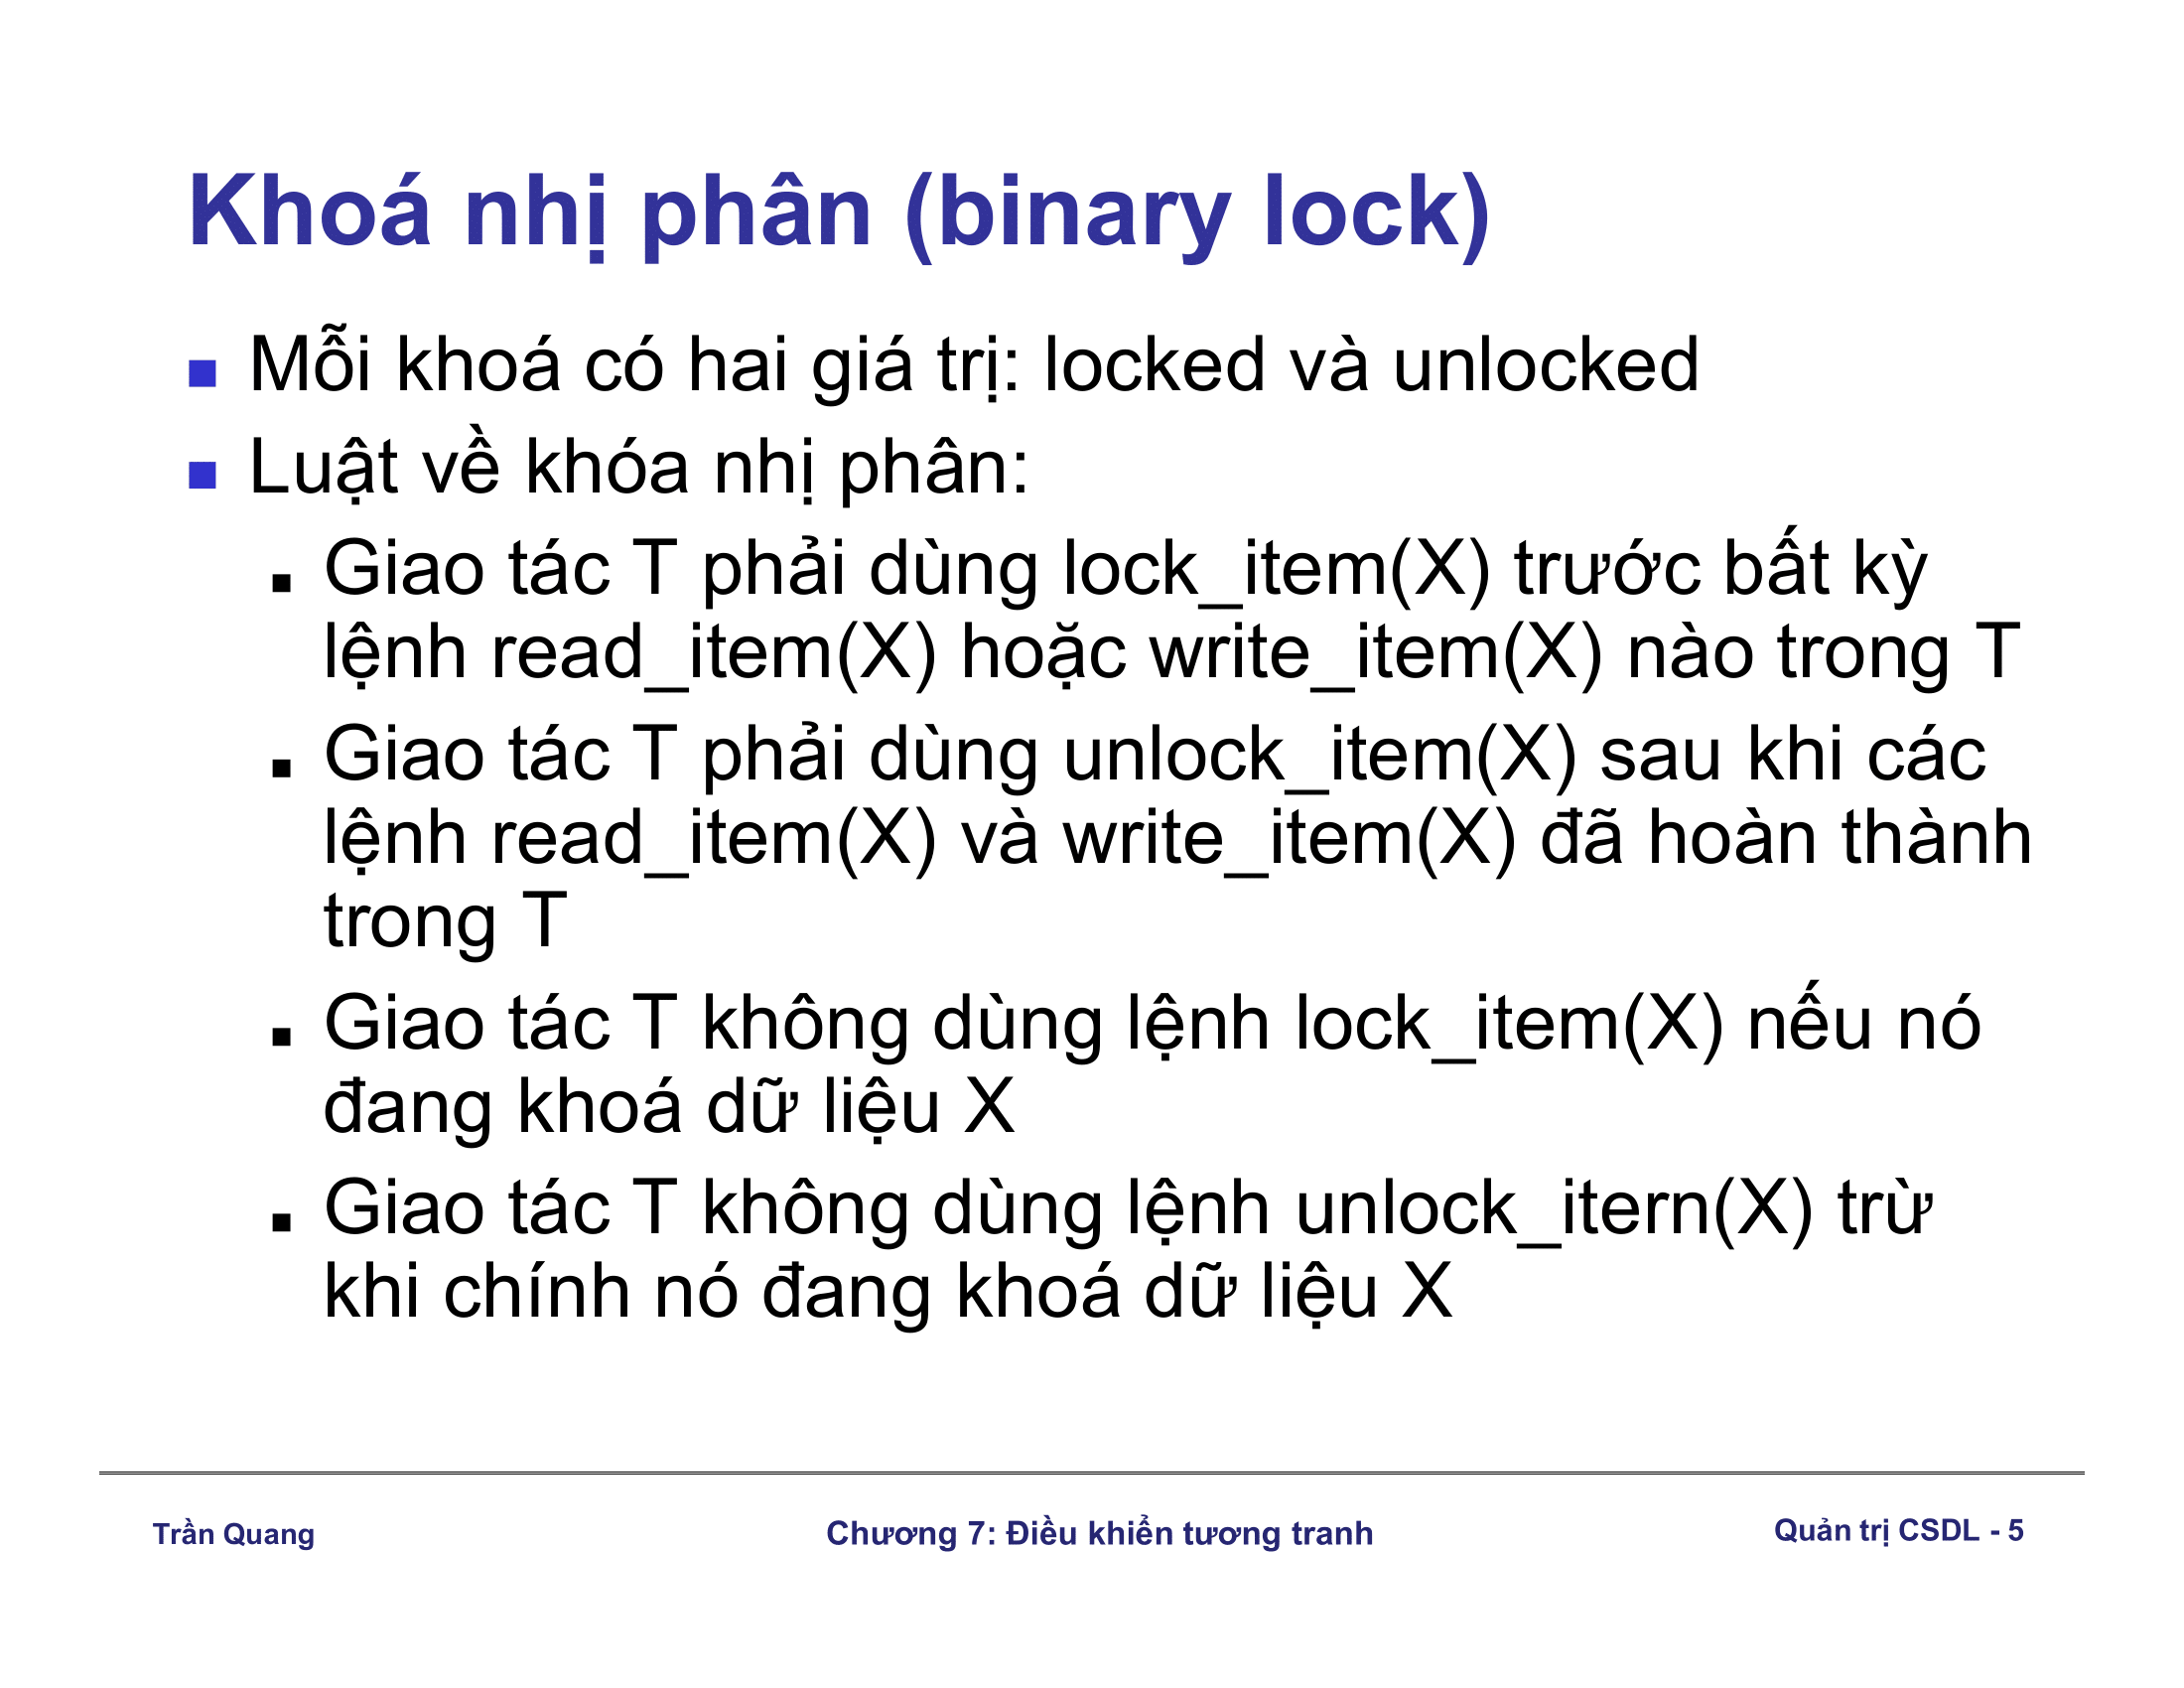 Khoá nhị phân (binary lock)
Mỗi khoá có hai giá trị: locked và unlocked
Luật về khóa nhị phân:
Giao tác T phải dùng lock_item(X) trước bất kỳ
lệnh read_item(X) hoặc write_item(X) nào trong T
Giao tác T phải dùng unlock_item(X) sau khi các
lệnh read_item(X) và write_item(X) đã hoàn thành
trong T
Giao tác T không dùng lệnh lock_item(X) nếu nó
đang khoá dữ liệu X
Giao tác T không dùng lệnh unlock_itern(X) trừ
khi chính nó đang khoá dữ liệu X
Trần Quang
Chương 7: Điều khiển tương tranh
Quản trị CSDL - 5